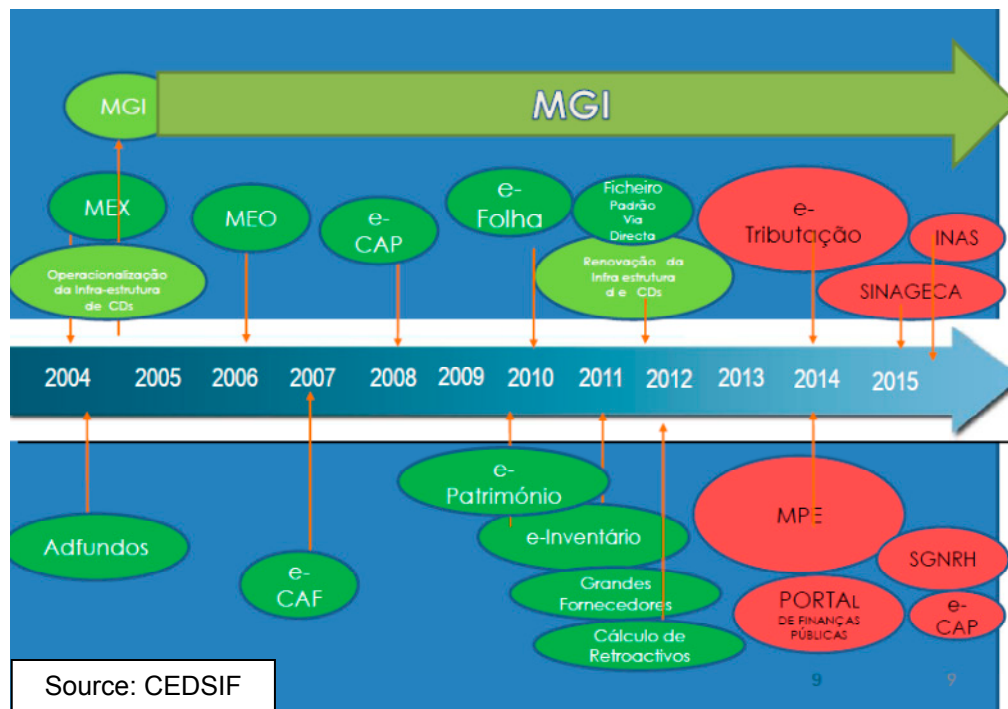 MGI
MGI
MEX
MEO
e-
CAP
e-
Folha
Ficheiro
Padrão
Via
Directa
e-
Tributação
INAS
Operacionalização
da Infra-estrutura
de CDs
Renovação da
Infra estrutura
d e CDs
SINAGECA
2004 2005 2006 2007 2008 2009 2010 2011 2012 2013 2014 2015
e-
Património
MPE
Adfundos
e-Inventário
SGNRH
e-
CAF
Grandes
Fornecedores
PORTAL
DE FINANÇAS
PÚBLICAS
e-
CAP
Cálculo de
Retroactivos
Source: CEDSIF
9
9